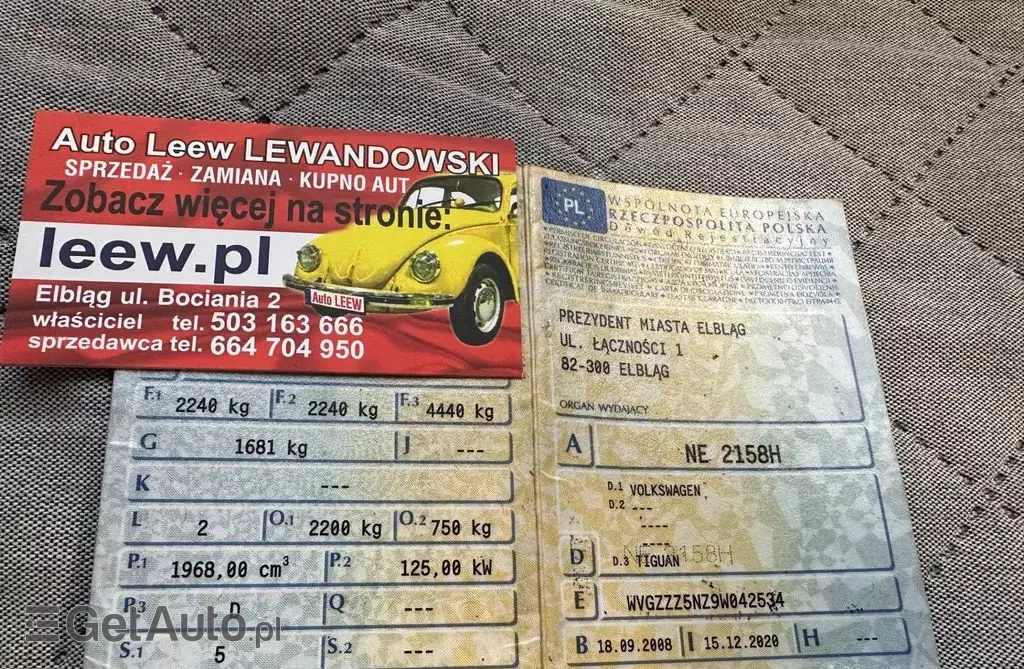 Auto Leew LEWANDOWSKI
SPRZEDAŻ · ZAMIANA · KUPNO AUT
Zobacz więcej na stronie:
leew.pl
Elbląg ul. Bociania 2
właściciel tel. 503 163 666
sprzedawca tel. 664 704 950
Auto LEEW
F.1 2240 kg F.2 2240 kg F.3 4440 kg
G 1681 kg J ---
K ---
L 2 O.1 2200 kg O.2 750 kg
P.1 1968,00 cm³ P.2 125,00 kW
P.3 Q ---
S.1 5 S.2 ---
PL
WSPÓLNOTA EUROPEJSKA
RZECZPOSPOLITA POLSKA
Dowód Rejestracyjny
PREZYDENT MIASTA ELBLĄG
UL. ŁĄCZNOŚCI 1
82-300 ELBLĄG
ORGAN WYDAJĄCY
A NE 2158H
D.1 VOLKSWAGEN
D.2 ---
----
----
D D.3 TIGUAN
NE 2158H
E WVGZZZ5NZ9W042534
B 18.09.2008 I 15.12.2020 H ---
GetAuto.pl